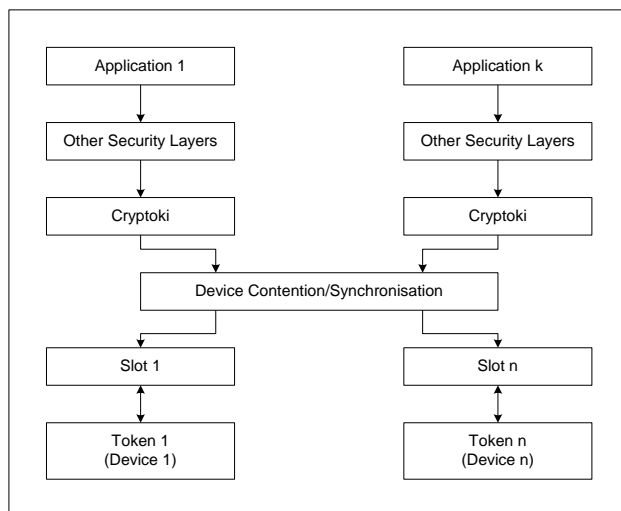 Application 1
Application k
Other Security Layers
Other Security Layers
Cryptoki
Cryptoki
Device Contention/Synchronisation
Slot 1
Slot n
Token 1
(Device 1)
Token n
(Device n)